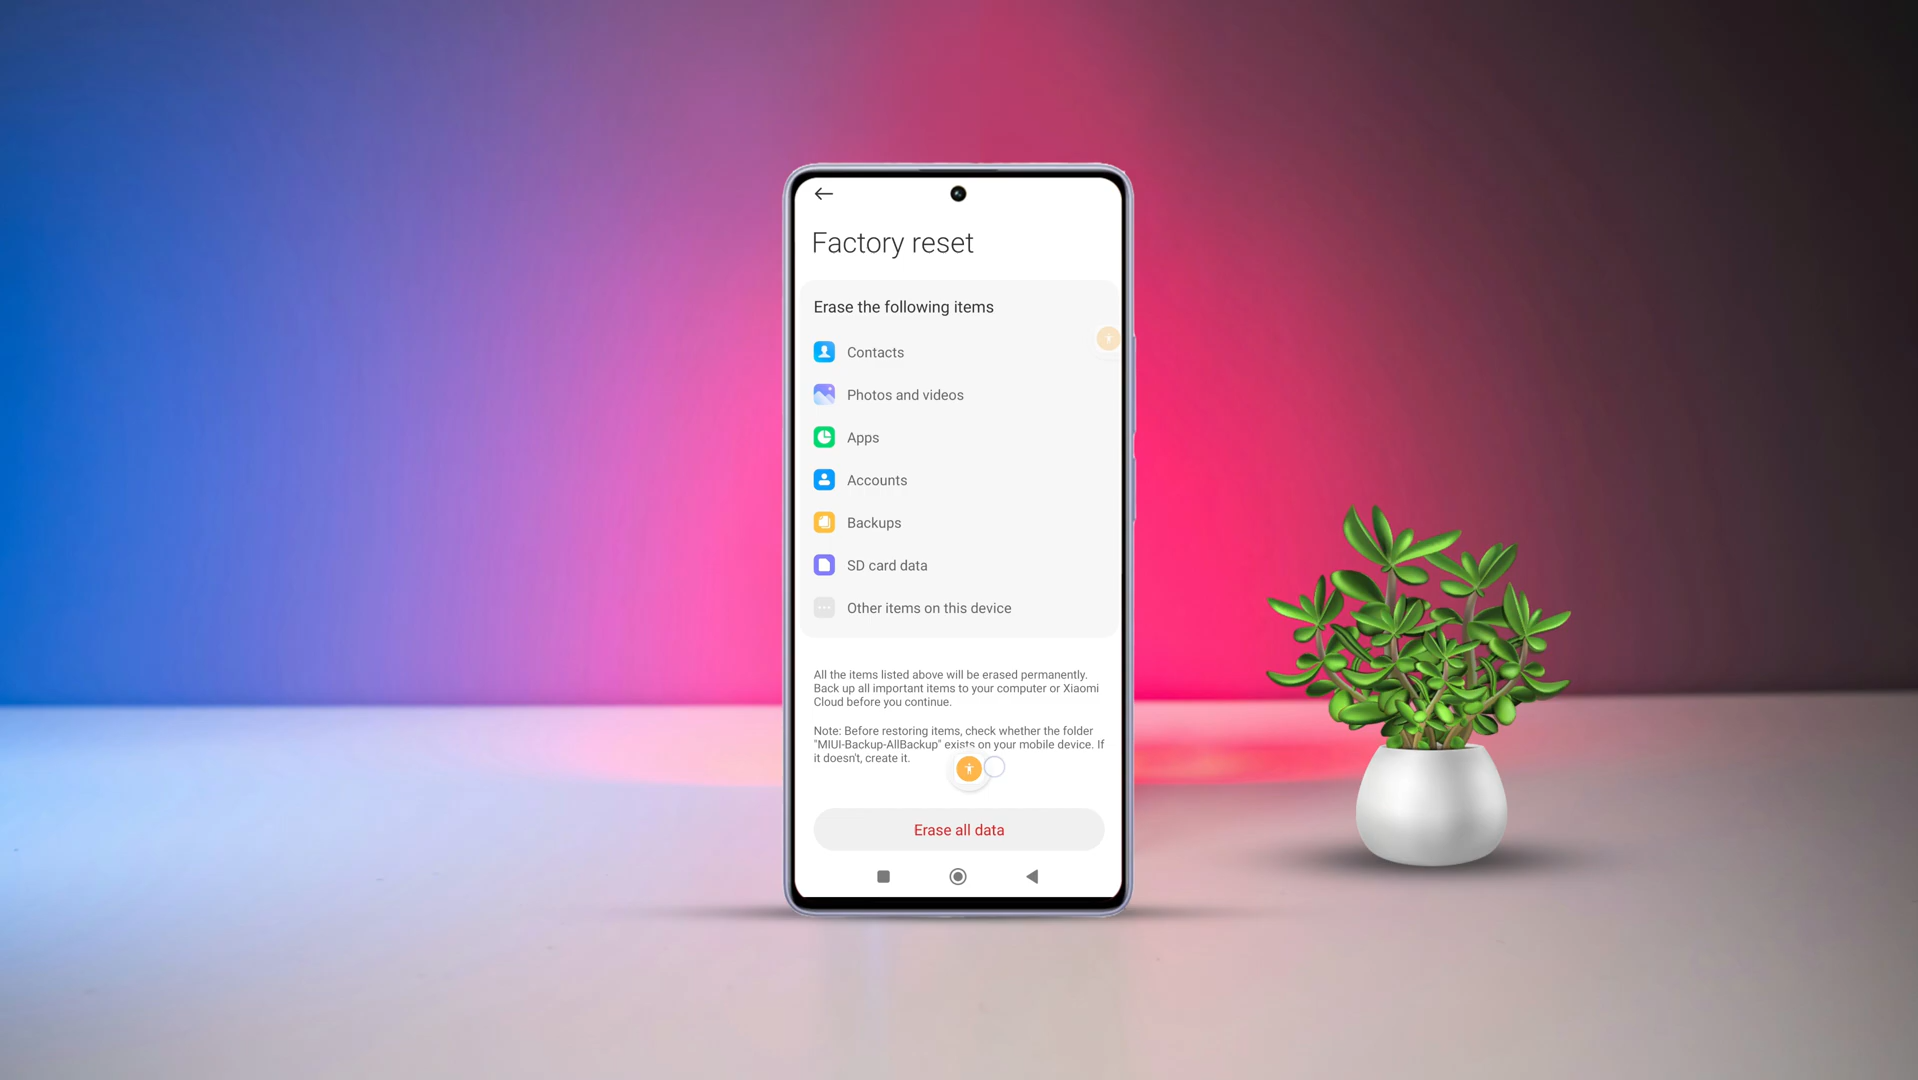 Factory reset
Erase the following items
Contacts
Photos and videos
Apps
Accounts
Backups
SD card data
Other items on this device
All the items listed above will be erased permanently.
Back up all important items to your computer or Xiaomi
Cloud before you continue.
Note: Before restoring items, check whether the folder
"MIUI-Backup-AllBackup" exists on your mobile device. If
it doesn't, create it.
Erase all data